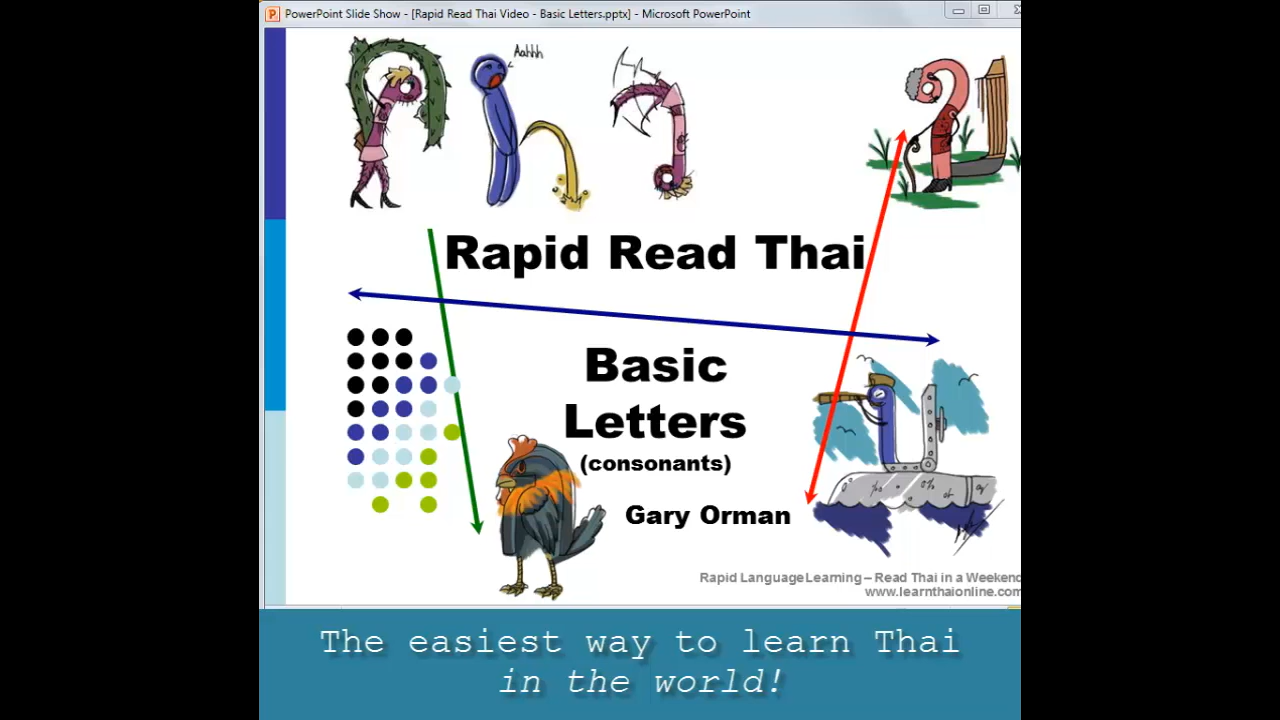 PowerPoint Slide Show - [Rapid Read Thai Video - Basic Letters.pptx] - Microsoft PowerPoint
Aahhh
Rapid Read Thai
Basic
Letters
(consonants)
Gary Orman
Rapid Language Learning – Read Thai in a Weekend
www.learnthaionline.com
The easiest way to learn Thai
in the world!